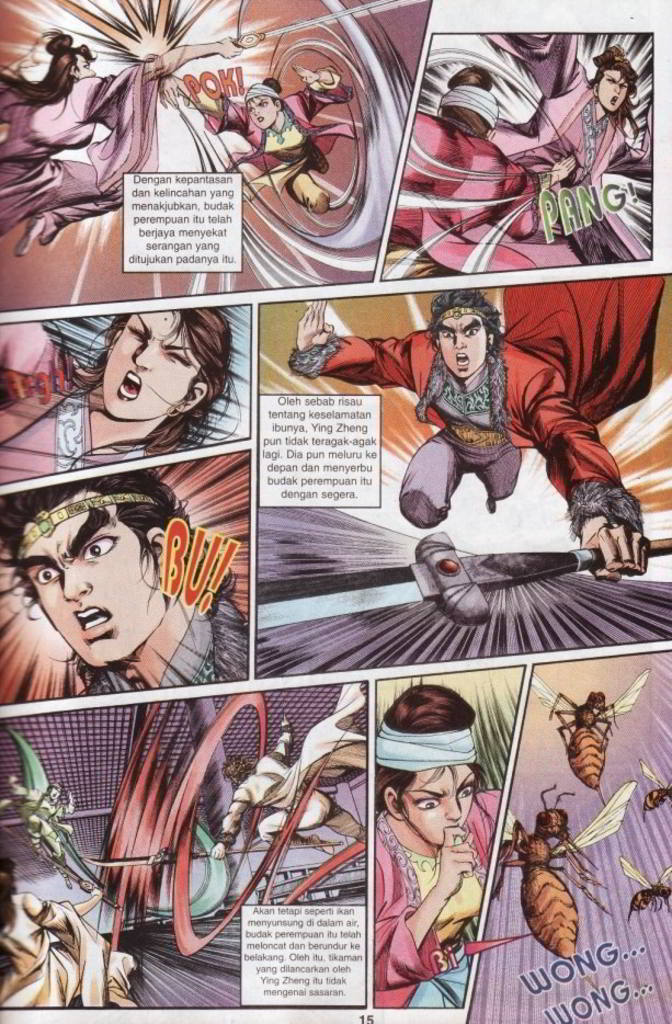 POK!
Dengan kepantasan
dan kelincahan yang
menakjubkan, budak
perempuan itu telah
berjaya menyekat
serangan yang
ditujukan padanya itu.
PANG!
Argh!
Oleh sebab risau
tentang keselamatan
ibunya, Ying Zheng
pun tidak teragak-agak
lagi. Dia pun meluru ke
depan dan menyerbu
budak perempuan itu
dengan segera.
BU!!
Akan tetapi seperti ikan
menyunsung di dalam air,
budak perempuan itu telah
meloncat dan berundur ke
belakang. Oleh itu, tikaman
yang dilancarkan oleh
Ying Zheng itu tidak
mengenai sasaran.
WONG...
WONG...
15